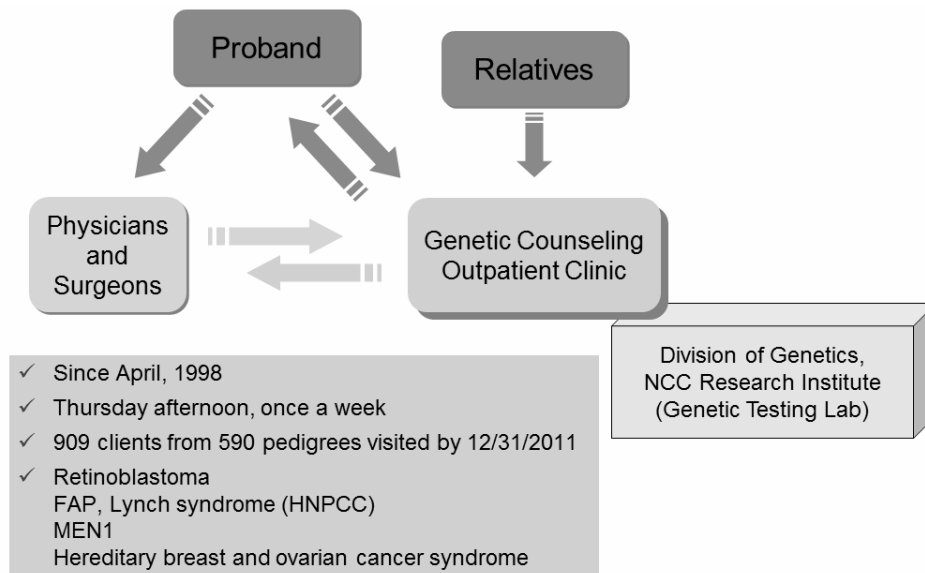 Proband
Relatives
Physicians
and
Surgeons
Genetic Counseling
Outpatient Clinic
Division of Genetics,
NCC Research Institute
(Genetic Testing Lab)
✓ Since April, 1998
✓ Thursday afternoon, once a week
✓ 909 clients from 590 pedigrees visited by 12/31/2011
✓ Retinoblastoma
FAP, Lynch syndrome (HNPCC)
MEN1
Hereditary breast and ovarian cancer syndrome